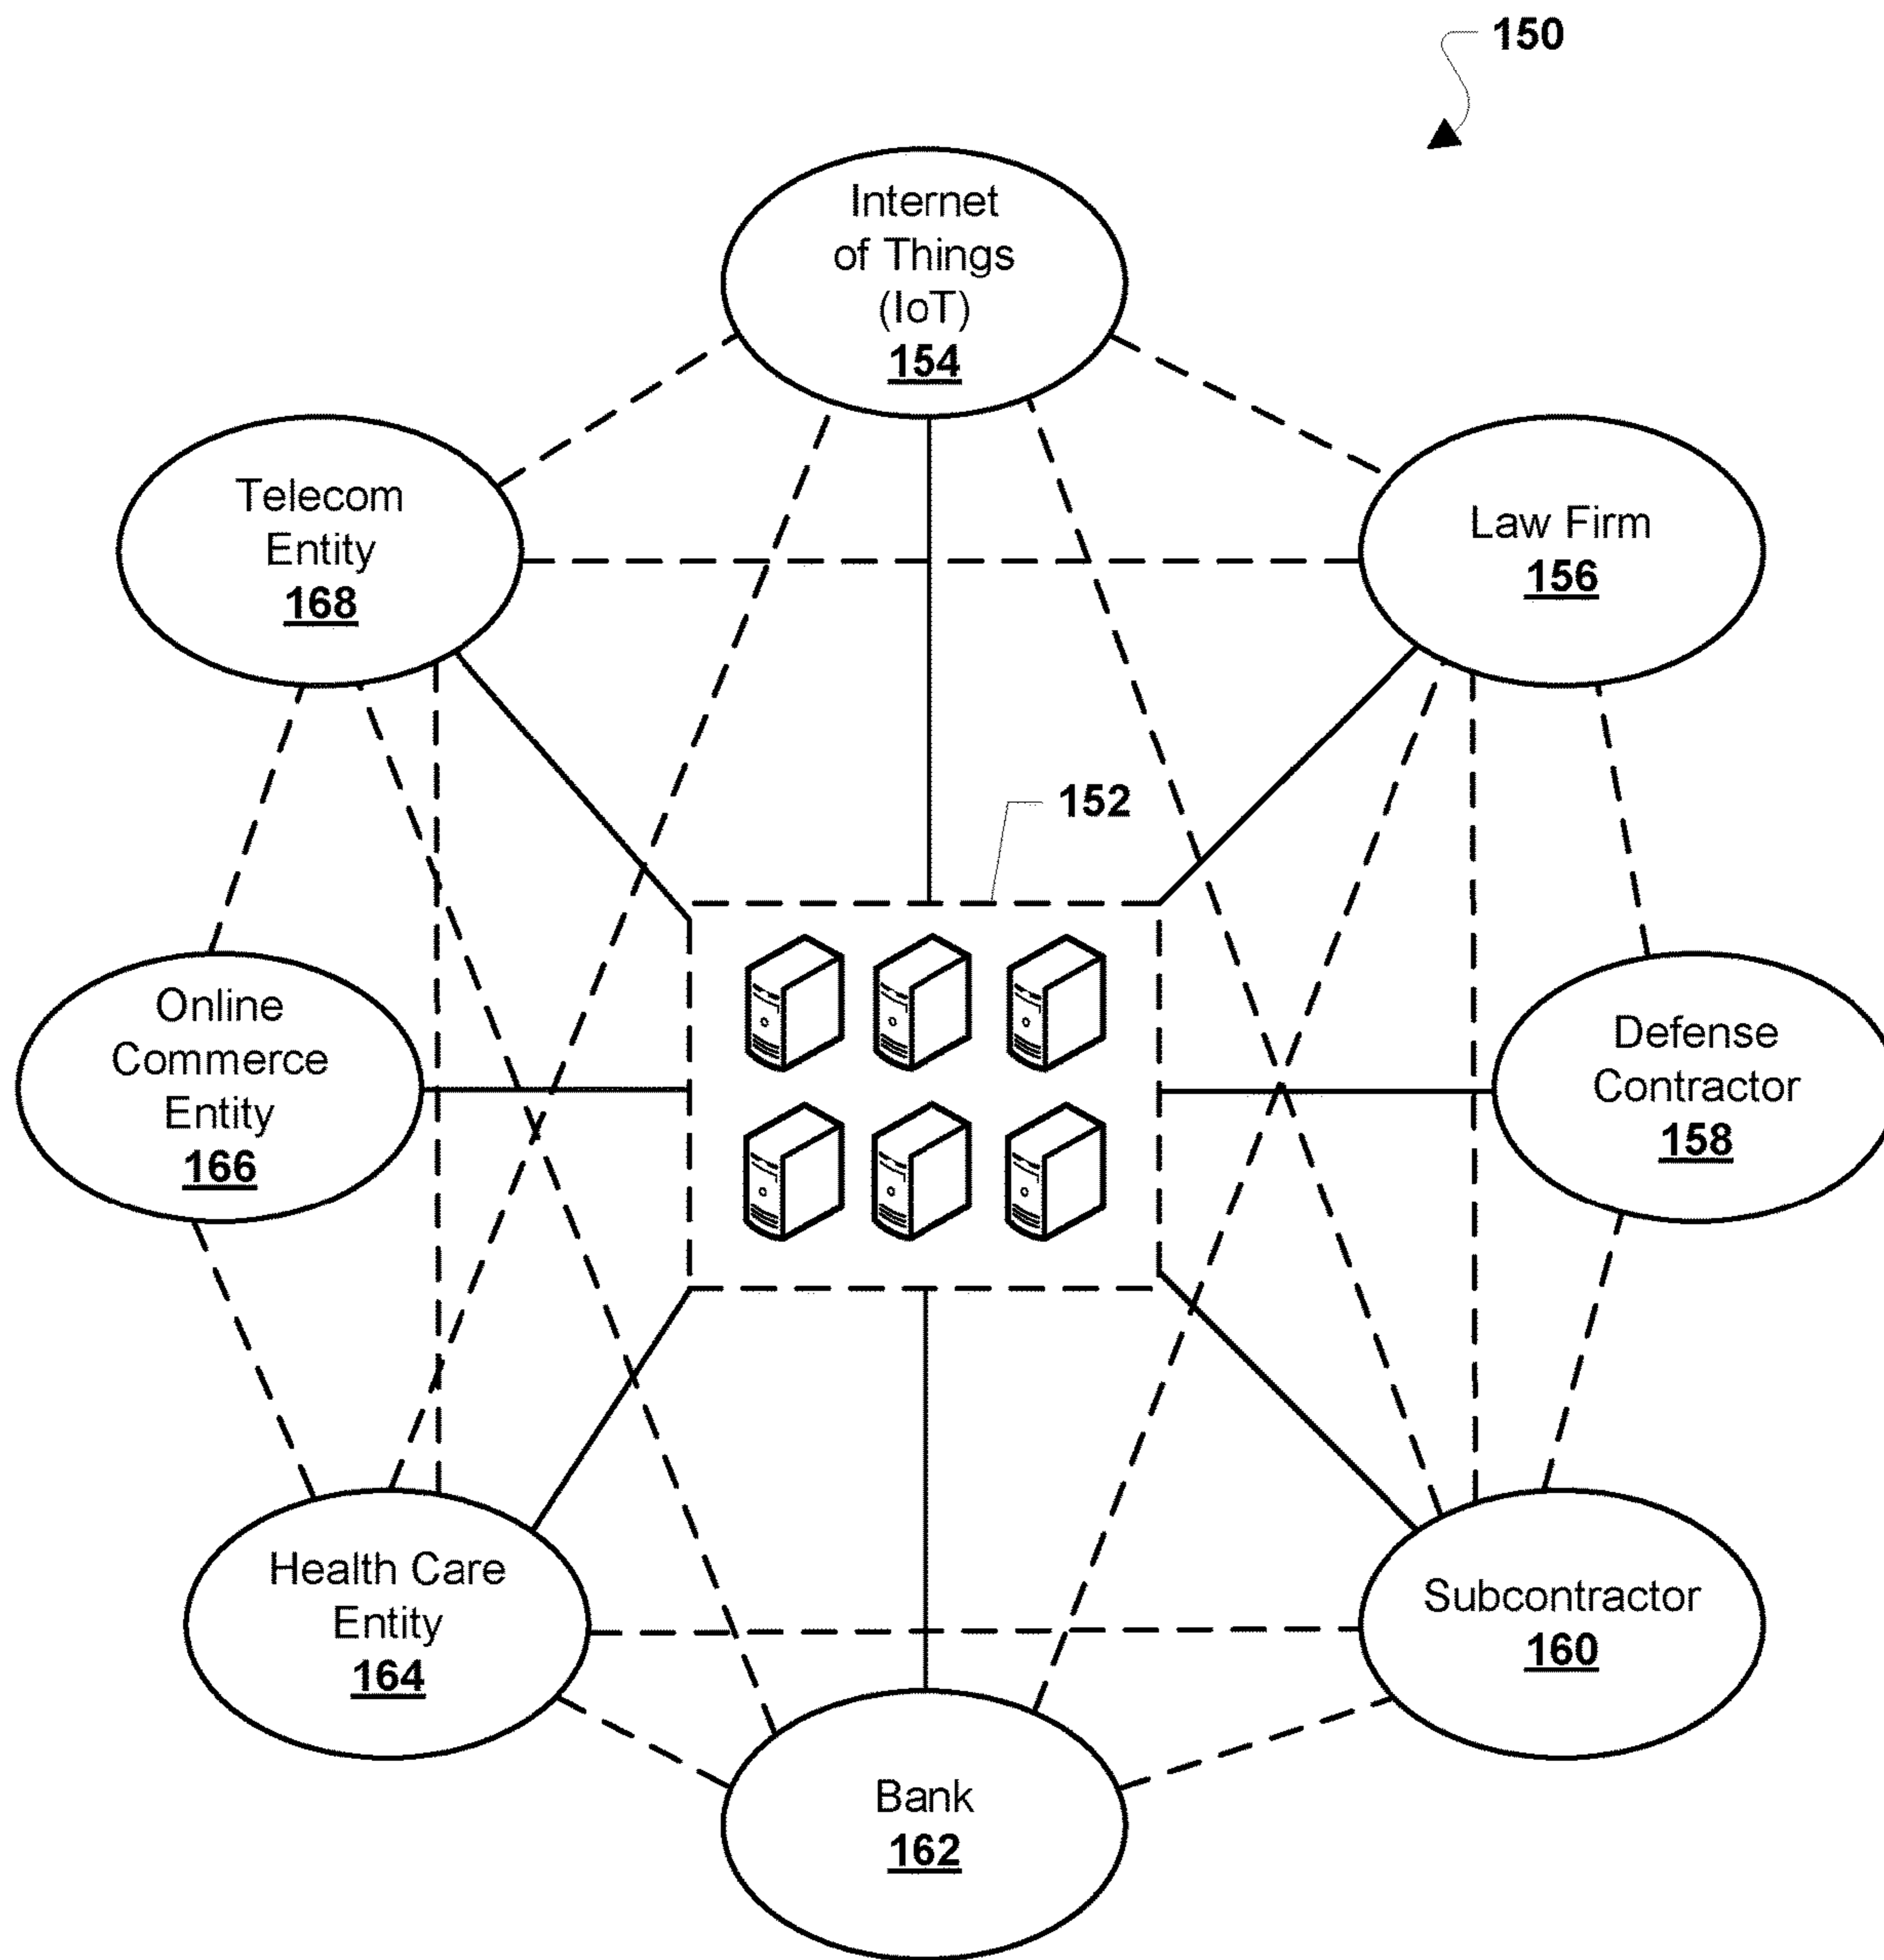 150
Internet
of Things
(IoT)
154
Telecom
Entity
168
Law Firm
156
152
Online
Commerce
Entity
166
Defense
Contractor
158
Health Care
Entity
164
Subcontractor
160
Bank
162